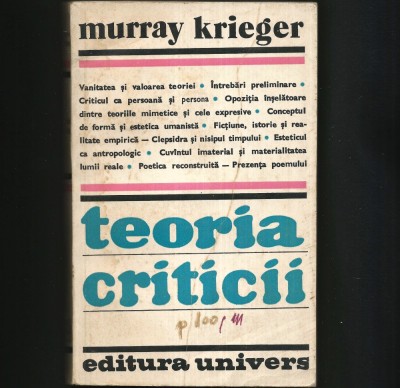 murray krieger
Vanitatea și valoarea teoriei • Întrebări preliminare •
Criticul ca persoană și persona • Opoziția înșelătoare
dintre teoriile mimetice și cele expresive • Conceptul
de formă și estetica umanistă • Ficțiune, istorie și rea-
litate empirică — Clepsidra și nisipul timpului • Esteticul
ca antropologic • Cuvîntul imaterial și materialitatea
lumii reale • Poetica reconstruită — Prezența poemului
teoria
criticii
p 100
editura univers